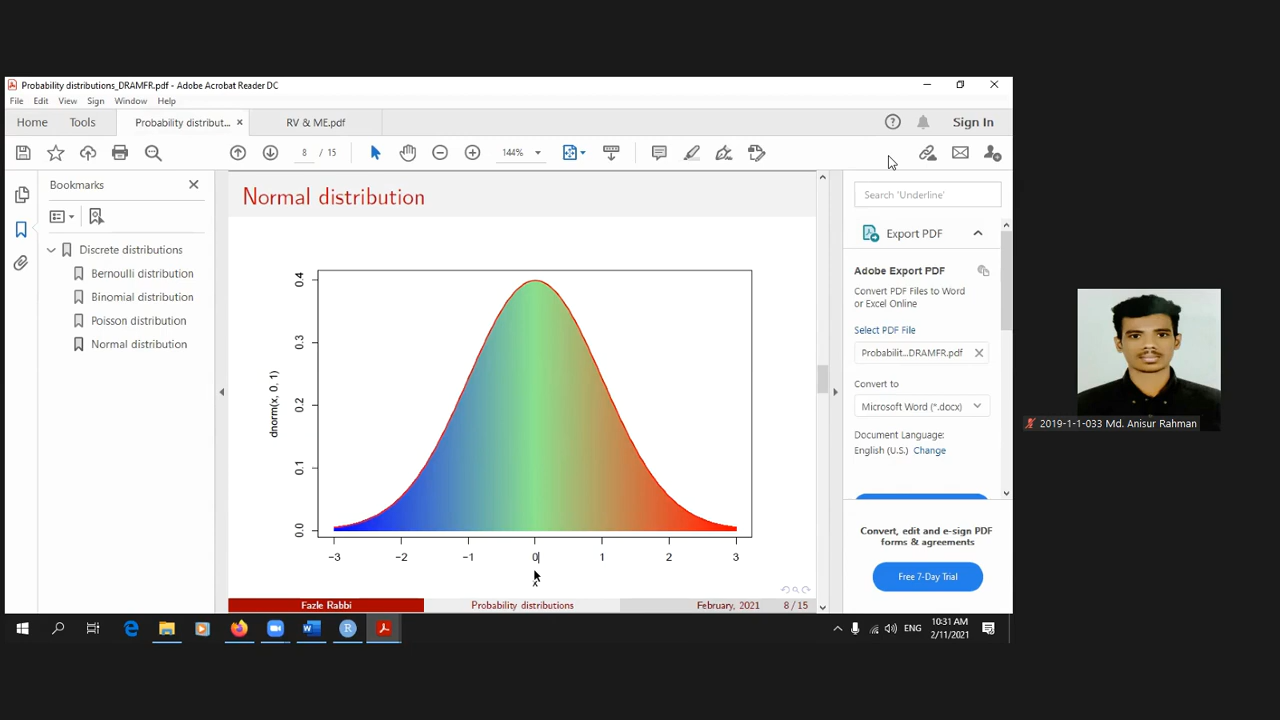 Probability distributions_DRAMFR.pdf - Adobe Acrobat Reader DC
File Edit View Sign Window Help
Home Tools Probability distribut... × RV & ME.pdf Sign In
8 / 15 144%
Bookmarks
Discrete distributions
Bernoulli distribution
Binomial distribution
Poisson distribution
Normal distribution
Normal distribution
dnorm(x, 0, 1)
0.4
0.3
0.2
0.1
0.0
−3 −2 −1 0 1 2 3
x
Fazle Rabbi Probability distributions February, 2021 8 / 15
Search 'Underline'
Export PDF
Adobe Export PDF
Convert PDF Files to Word
or Excel Online
Select PDF File
Probabilit...DRAMFR.pdf
Convert to
Microsoft Word (*.docx)
Document Language:
English (U.S.) Change
Convert, edit and e-sign PDF
forms & agreements
Free 7-Day Trial
2019-1-1-033 Md. Anisur Rahman
ENG
10:31 AM
2/11/2021